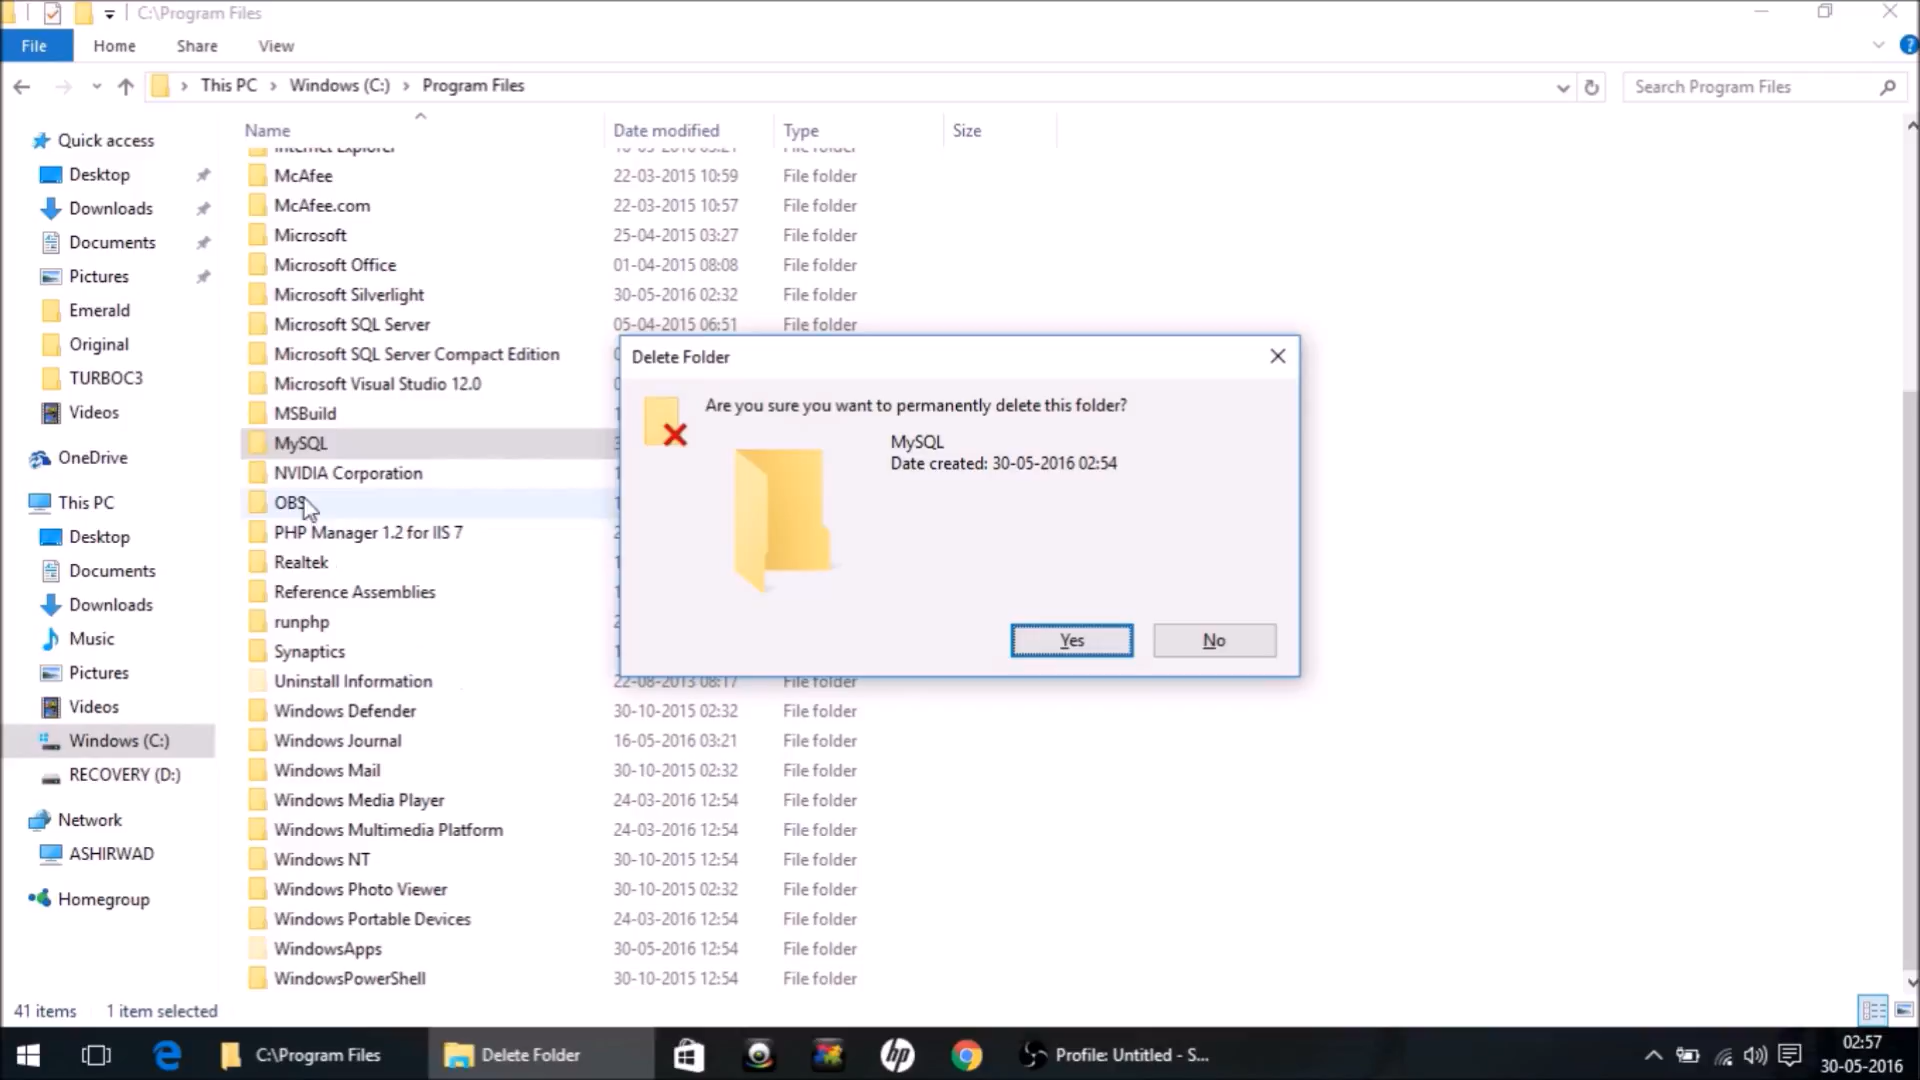 C:\Program Files
File Home Share View
This PC Windows (C:) Program Files
Search Program Files
Name Date modified Type Size
Quick access
Desktop
Downloads
Documents
Pictures
Emerald
Original
TURBOC3
Videos
OneDrive
This PC
Desktop
Documents
Downloads
Music
Pictures
Videos
Windows (C:)
RECOVERY (D:)
Network
ASHIRWAD
Homegroup
Internet Explorer File folder
McAfee 22-03-2015 10:59 File folder
McAfee.com 22-03-2015 10:57 File folder
Microsoft 25-04-2015 03:27 File folder
Microsoft Office 01-04-2015 08:08 File folder
Microsoft Silverlight 30-05-2016 02:32 File folder
Microsoft SQL Server 05-04-2015 06:51 File folder
Microsoft SQL Server Compact Edition
Microsoft Visual Studio 12.0
MSBuild
MySQL
NVIDIA Corporation
OBS
PHP Manager 1.2 for IIS 7
Realtek
Reference Assemblies
runphp
Synaptics
Uninstall Information 22-08-2013 08:17 File folder
Windows Defender 30-10-2015 02:32 File folder
Windows Journal 16-05-2016 03:21 File folder
Windows Mail 30-10-2015 02:32 File folder
Windows Media Player 24-03-2016 12:54 File folder
Windows Multimedia Platform 24-03-2016 12:54 File folder
Windows NT 30-10-2015 12:54 File folder
Windows Photo Viewer 30-10-2015 02:32 File folder
Windows Portable Devices 24-03-2016 12:54 File folder
WindowsApps 30-05-2016 12:54 File folder
WindowsPowerShell 30-10-2015 12:54 File folder
Delete Folder
Are you sure you want to permanently delete this folder?
MySQL
Date created: 30-05-2016 02:54
Yes No
41 items 1 item selected
C:\Program Files Delete Folder hp Profile: Untitled - S...
02:57
30-05-2016